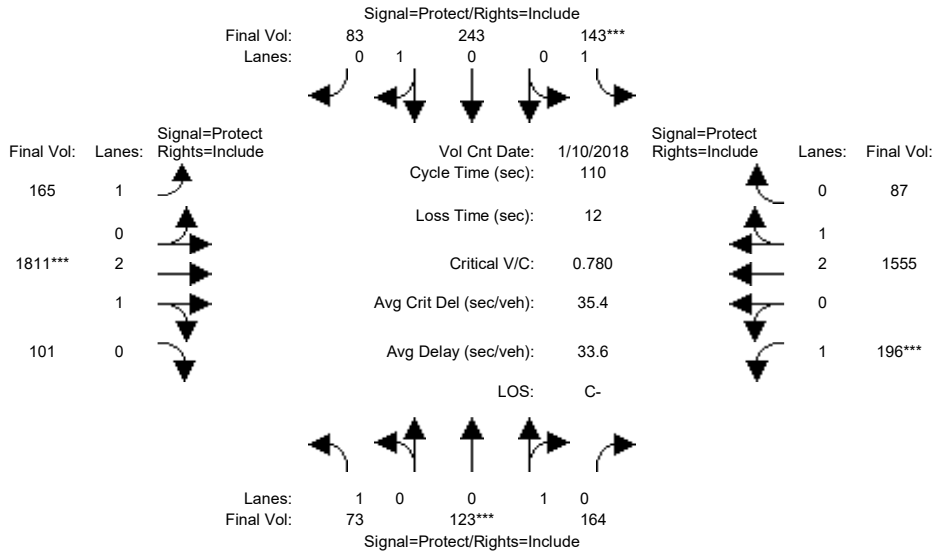 Signal=Protect/Rights=Include
Final Vol: 83 243 143***
Lanes: 0 1 0 0 1
Signal=Protect
Final Vol: Lanes: Rights=Include
Vol Cnt Date: 1/10/2018
Signal=Protect
Rights=Include Lanes: Final Vol:
Cycle Time (sec): 110
165 1
0 87
Loss Time (sec): 12
0
1
1811*** 2
Critical V/C: 0.780
2 1555
1
Avg Crit Del (sec/veh): 35.4
0
101 0
Avg Delay (sec/veh): 33.6
1 196***
LOS: C-
Lanes: 1 0 0 1 0
Final Vol: 73 123*** 164
Signal=Protect/Rights=Include